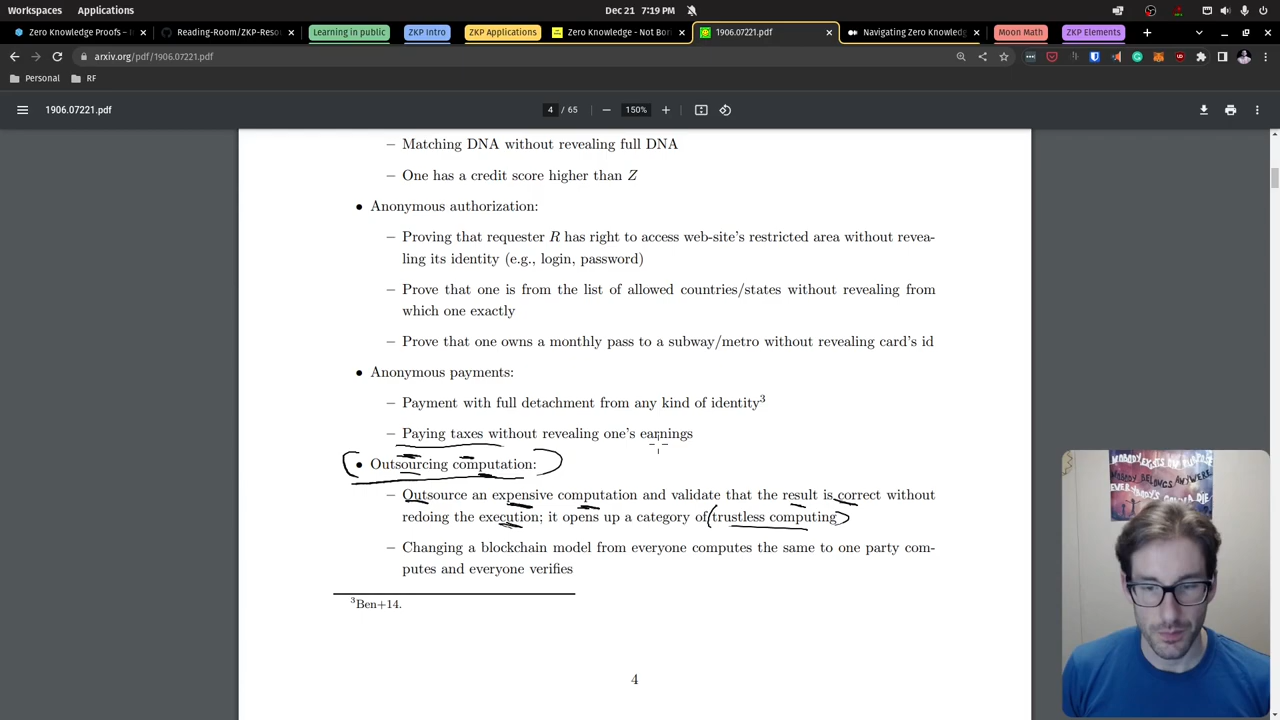 Workspaces Applications Dec 21 7:19 PM
Zero Knowledge Proofs – Reading-Room/ZKP-Reso Learning in public ZKP Intro ZKP Applications Zero Knowledge - Not Bo 1906.07221.pdf Navigating Zero Knowledg Moon Math ZKP Elements
arxiv.org/pdf/1906.07221.pdf
Personal RF
1906.07221.pdf 4 / 65 150%
– Matching DNA without revealing full DNA
– One has a credit score higher than Z
• Anonymous authorization:
– Proving that requester R has right to access web-site's restricted area without revea-
ling its identity (e.g., login, password)
– Prove that one is from the list of allowed countries/states without revealing from
which one exactly
– Prove that one owns a monthly pass to a subway/metro without revealing card's id
• Anonymous payments:
– Payment with full detachment from any kind of identity³
– Paying taxes without revealing one's earnings
• Outsourcing computation:
– Outsource an expensive computation and validate that the result is correct without
redoing the execution; it opens up a category of trustless computing
– Changing a blockchain model from everyone computes the same to one party com-
putes and everyone verifies
³Ben+14.
4
NOBODY EXISTS ON PURPOSE
NOBODY BELONGS ANYWHERE